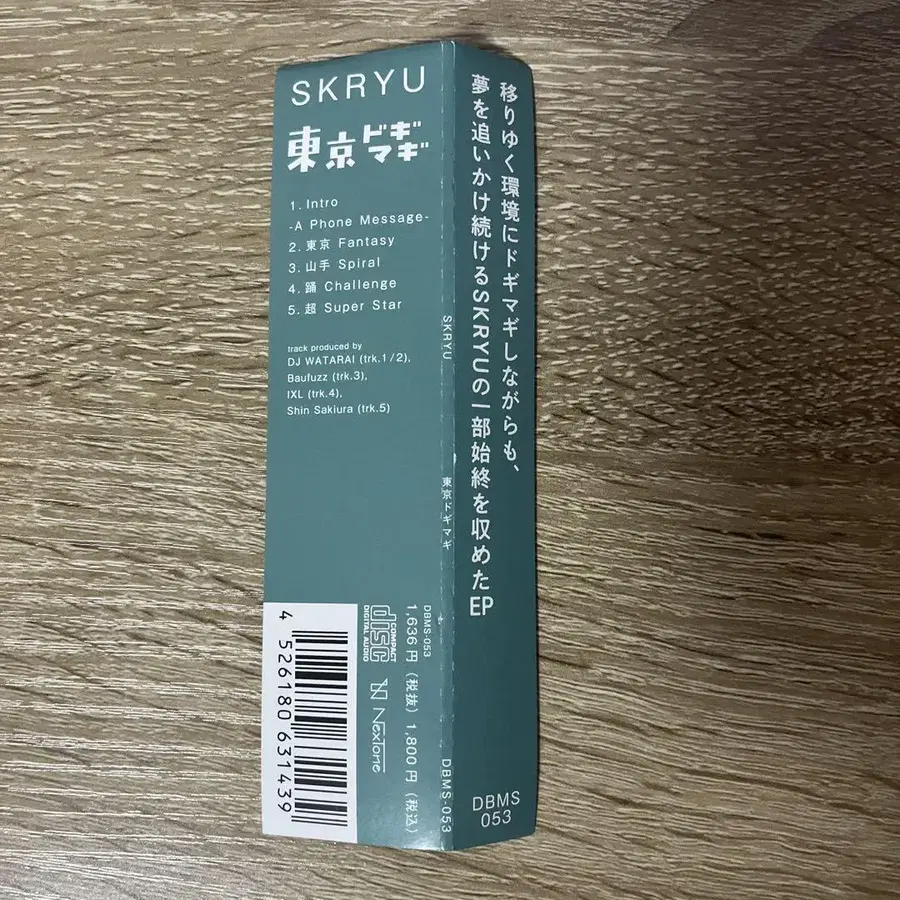 SKRYU
東京ドギマギ
1. Intro
-A Phone Message-
2. 東京 Fantasy
3. 山手 Spiral
4. 踊 Challenge
5. 超 Super Star
track produced by
DJ WATARAI (trk.1/2),
Baufuzz (trk.3),
IXL (trk.4),
Shin Sakiura (trk.5)
4 526180 631439
COMPACT
disc
DIGITAL AUDIO
NexTone
DBMS-053
1,636円(税抜) 1,800円(税込)
SKRYU 東京ドギマギ DBMS-053
移りゆく環境にドギマギしながらも、
夢を追いかけ続けるSKRYUの一部始終を収めたEP
DBMS
053